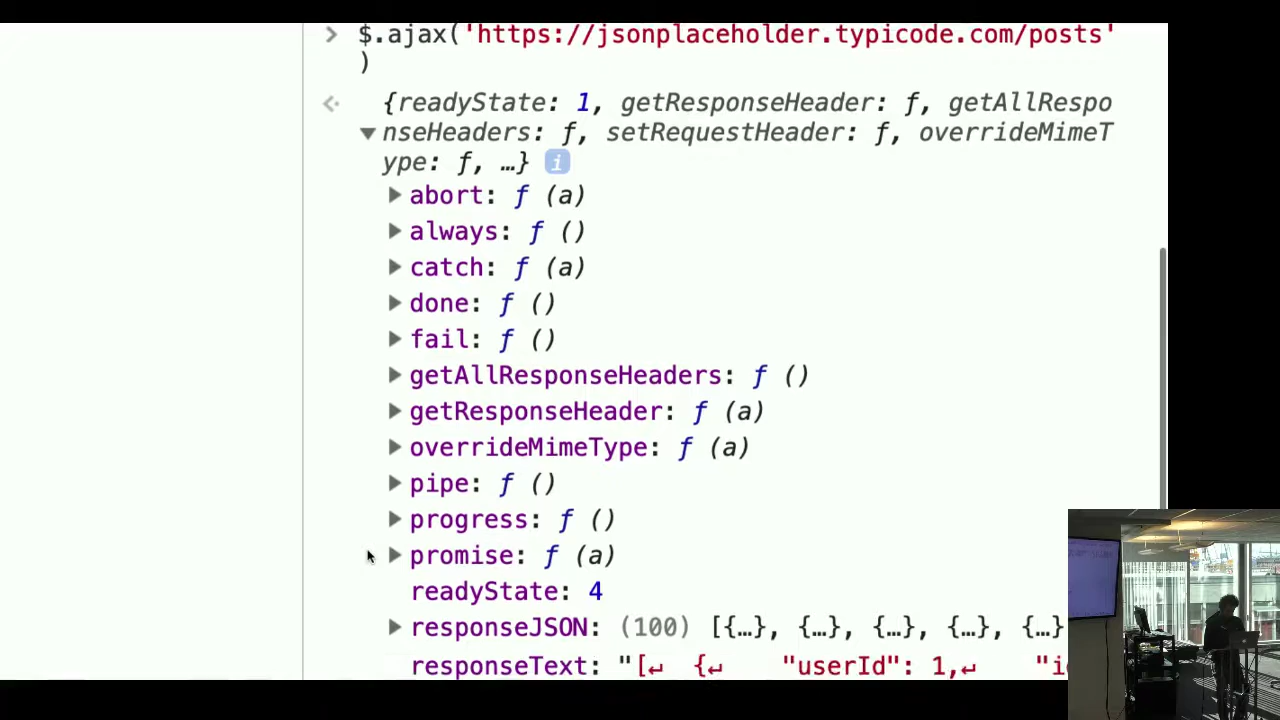 > $.ajax('https://jsonplaceholder.typicode.com/posts'
)
{readyState: 1, getResponseHeader: ƒ, getAllRespo
nseHeaders: ƒ, setRequestHeader: ƒ, overrideMimeT
ype: ƒ, …} i
abort: ƒ (a)
always: ƒ ()
catch: ƒ (a)
done: ƒ ()
fail: ƒ ()
getAllResponseHeaders: ƒ ()
getResponseHeader: ƒ (a)
overrideMimeType: ƒ (a)
pipe: ƒ ()
progress: ƒ ()
promise: ƒ (a)
readyState: 4
responseJSON: (100) [{…}, {…}, {…}, {…}, {…}
responseText: "[↵ {↵ "userId": 1,↵ "i